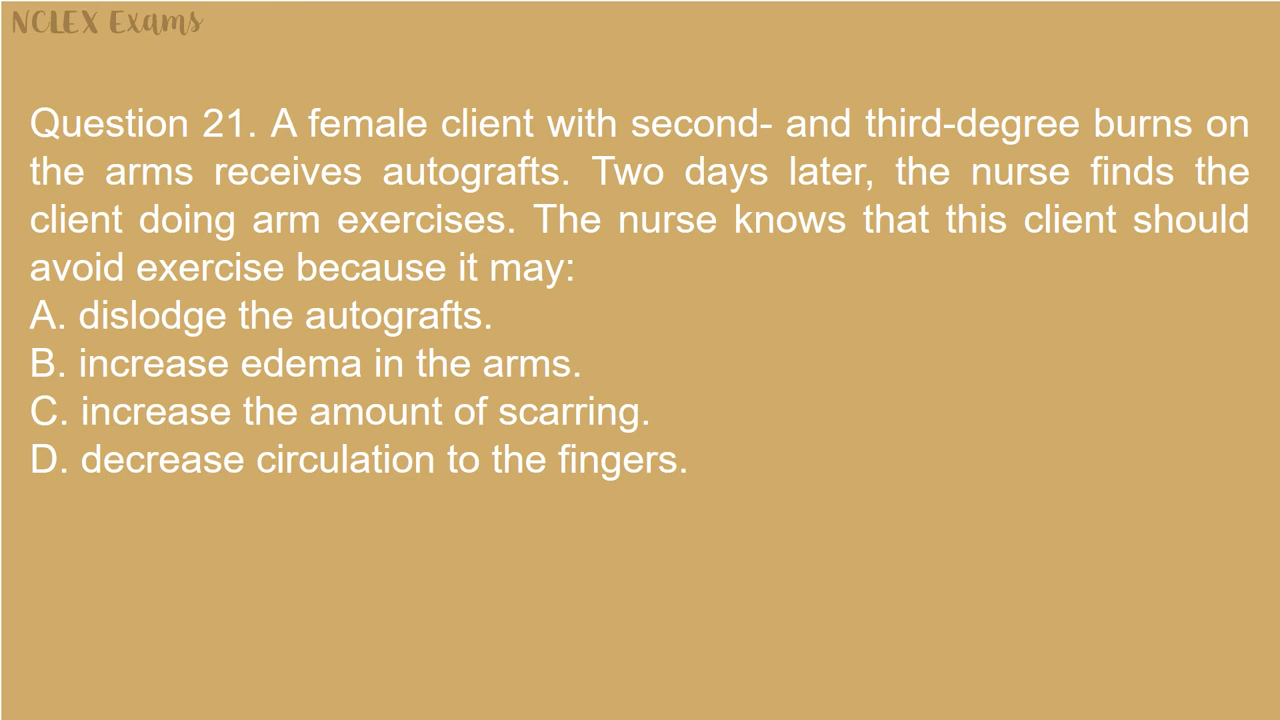 NCLEX Exams
Question 21. A female client with second- and third-degree burns on
the arms receives autografts. Two days later, the nurse finds the
client doing arm exercises. The nurse knows that this client should
avoid exercise because it may:
A. dislodge the autografts.
B. increase edema in the arms.
C. increase the amount of scarring.
D. decrease circulation to the fingers.